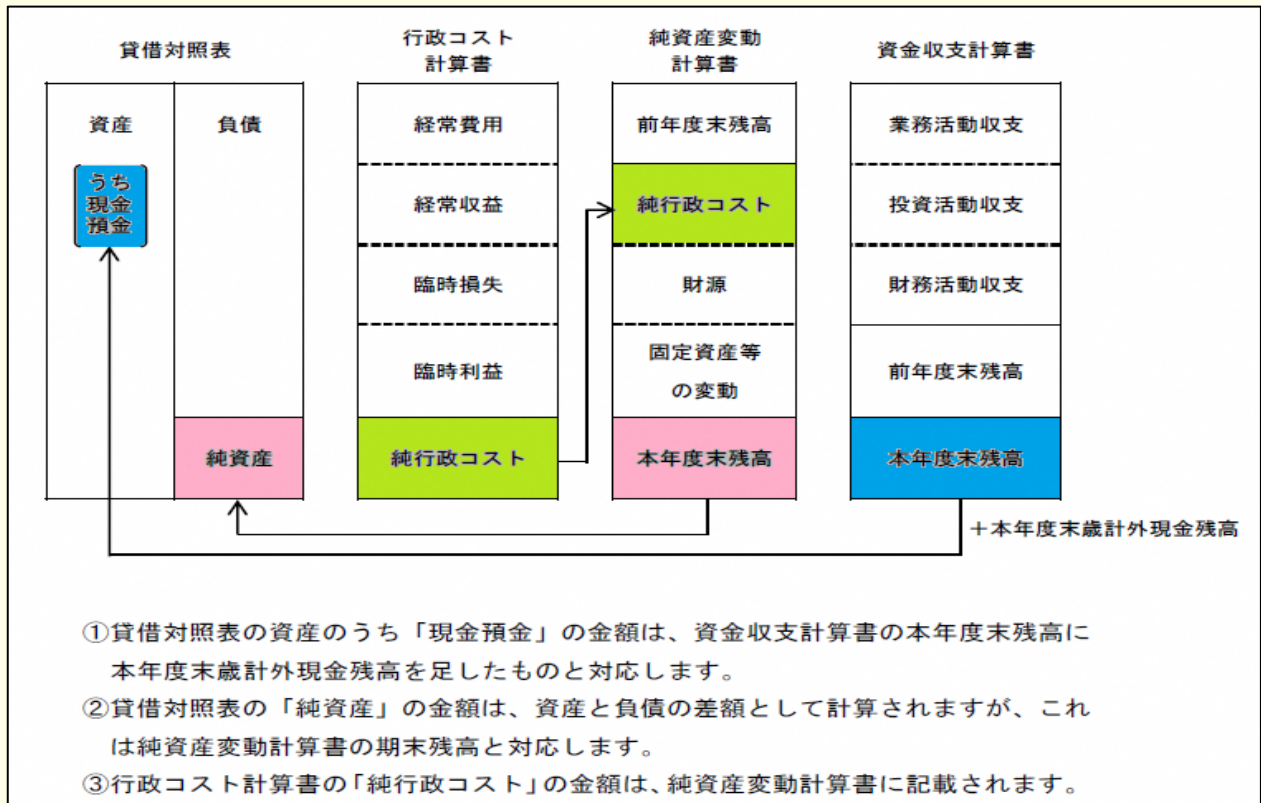 貸借対照表
行政コスト
計算書
純資産変動
計算書
資金収支計算書
資産
うち
現金
預金
負債
純資産
経常費用
経常収益
臨時損失
臨時利益
純行政コスト
前年度末残高
純行政コスト
財源
固定資産等
の変動
本年度末残高
業務活動収支
投資活動収支
財務活動収支
前年度末残高
本年度末残高
＋本年度末歳計外現金残高
①貸借対照表の資産のうち「現金預金」の金額は、資金収支計算書の本年度末残高に
本年度末歳計外現金残高を足したものと対応します。
②貸借対照表の「純資産」の金額は、資産と負債の差額として計算されますが、これ
は純資産変動計算書の期末残高と対応します。
③行政コスト計算書の「純行政コスト」の金額は、純資産変動計算書に記載されます。